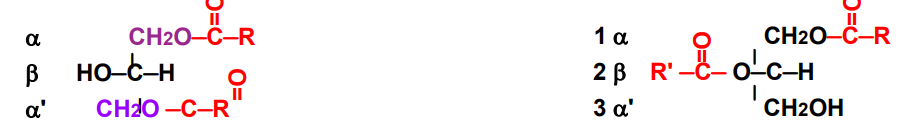 O O
α CH2O–C–R 1 α CH2O–C–R
O
β HO–C–H 2 β R' –C– O–C–H
O
α' CH2O –C–R 3 α' CH2OH